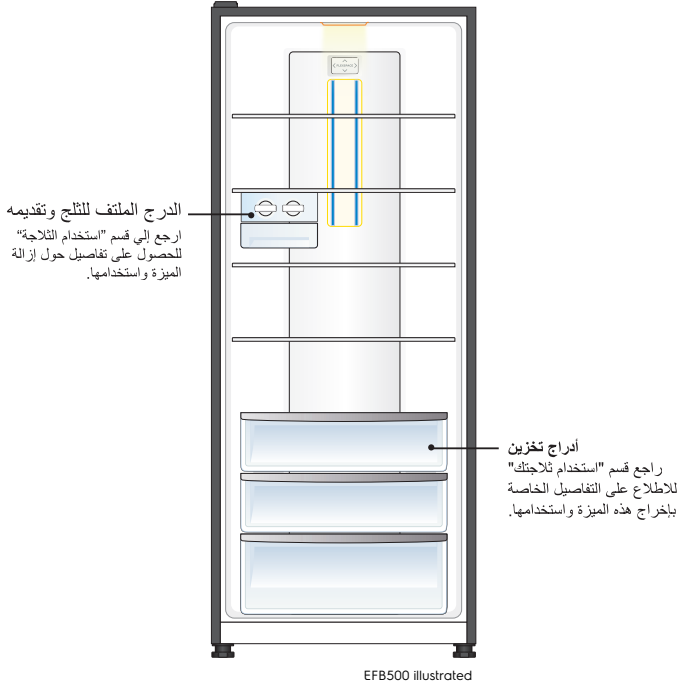 الدرج الملتف للثلج وتقديمه
ارجع إلي قسم “استخدام الثلاجة”
للحصول على تفاصيل حول إزالة
الميزة واستخدامها.
أدراج تخزين
راجع قسم "استخدام ثلاجتك"
للاطلاع على التفاصيل الخاصة
بإخراج هذه الميزة واستخدامها.
EFB500 illustrated